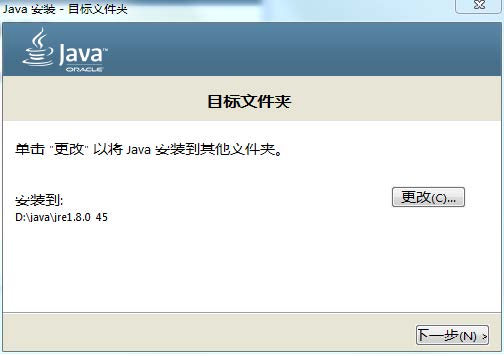 Java 安装 - 目标文件夹
Java™
ORACLE
目标文件夹
单击 "更改" 以将 Java 安装到其他文件夹。
安装到:
更改(C)...
D:\java\jre1.8.0_45
下一步(N) >